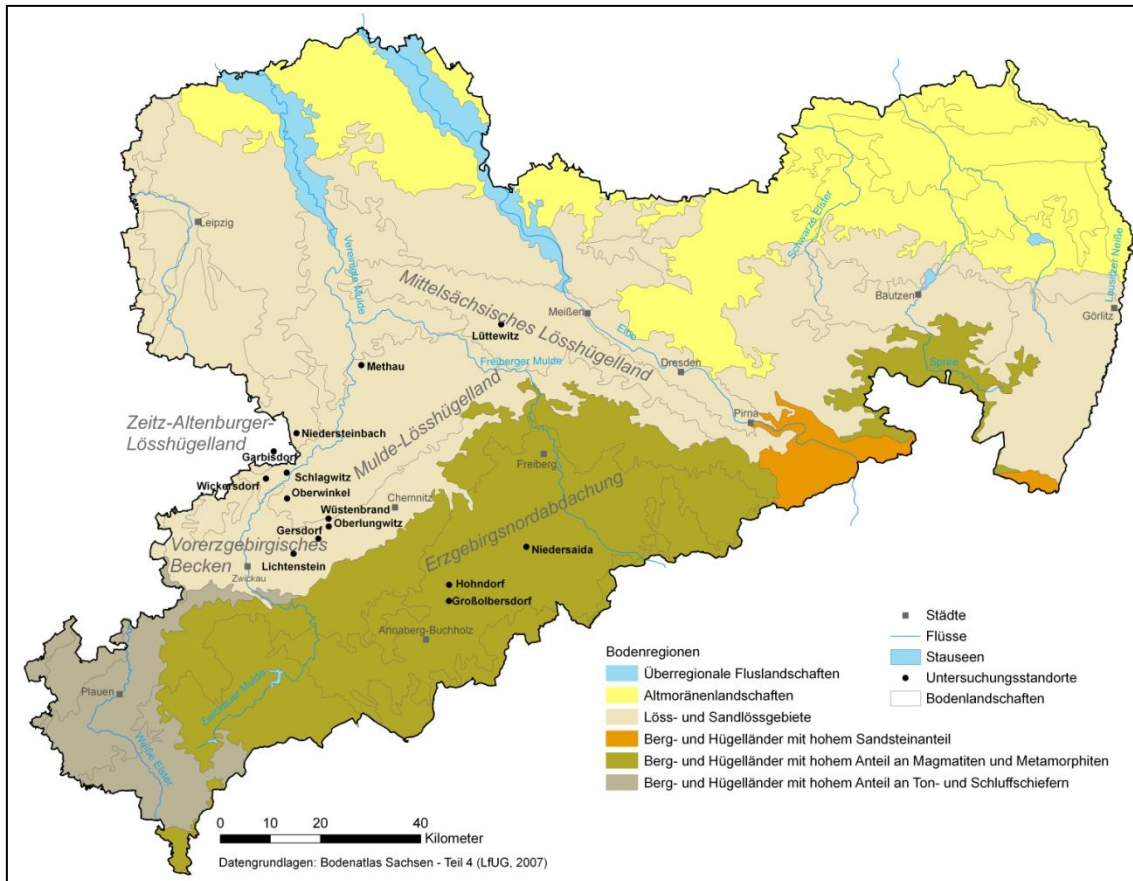 Leipzig
Vereinigte Mulde
Schwarze Elster
Lausitzer Neiße
Bautzen
Görlitz
Mittelsächsisches Lösshügelland
Meißen
Elbe
Lüttewitz
Dresden
Spree
Methau
Freiberger Mulde
Pirna
Zeitz-Altenburger-
Lösshügelland
Niedersteinbach
Mulde-Lösshügelland
Garbisdorf
Schlagwitz
Wickersdorf
Oberwinkel
Freiberg
Chemnitz
Wüstenbrand
Oberlungwitz
Gersdorf
Erzgebirgsnordabdachung
Vorerzgebirgisches
Becken
Lichtenstein
Niedersaida
Zwickau
Hohndorf
Großolbersdorf
Annaberg-Buchholz
Plauen
Zwickauer Mulde
Weiße Elster
Bodenregionen
Überregionale Fluslandschaften
Altmoränenlandschaften
Löss- und Sandlössgebiete
Berg- und Hügelländer mit hohem Sandsteinanteil
Berg- und Hügelländer mit hohem Anteil an Magmatiten und Metamorphiten
Berg- und Hügelländer mit hohem Anteil an Ton- und Schluffschiefern
Städte
Flüsse
Stauseen
Untersuchungsstandorte
Bodenlandschaften
0 10 20 40
Kilometer
Datengrundlagen: Bodenatlas Sachsen - Teil 4 (LfUG, 2007)